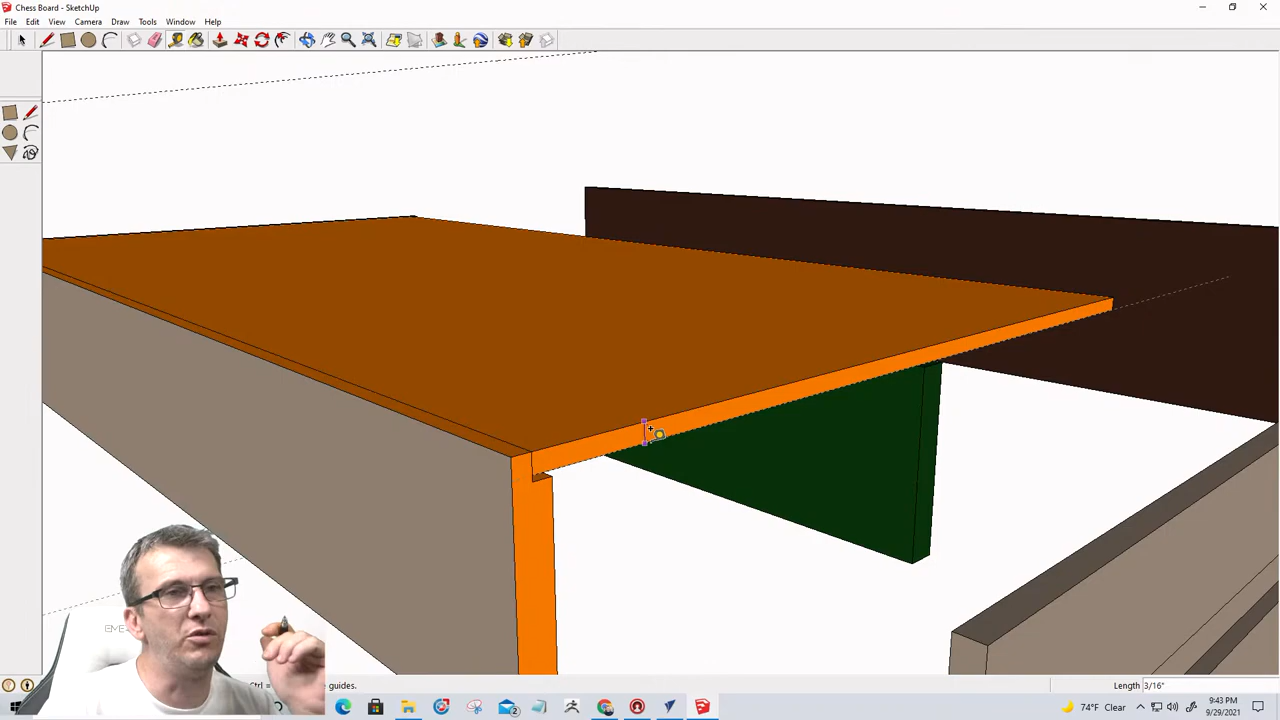 Chess Board - SketchUp
File Edit View Camera Draw Tools Window Help
Ctrl = guides.
Length 3/16"
74°F Clear
9:43 PM
9/29/2021